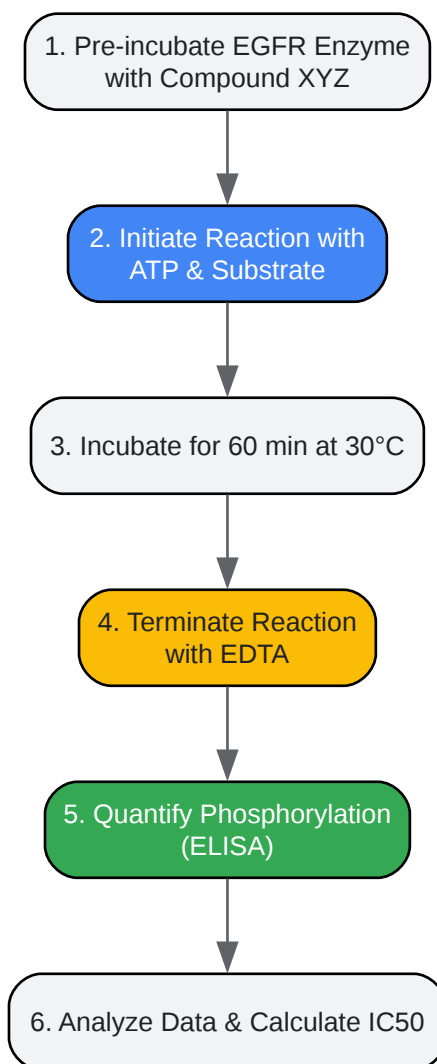 1. Pre-incubate EGFR Enzyme
with Compound XYZ
2. Initiate Reaction with
ATP & Substrate
3. Incubate for 60 min at 30°C
4. Terminate Reaction
with EDTA
5. Quantify Phosphorylation
(ELISA)
6. Analyze Data & Calculate IC50